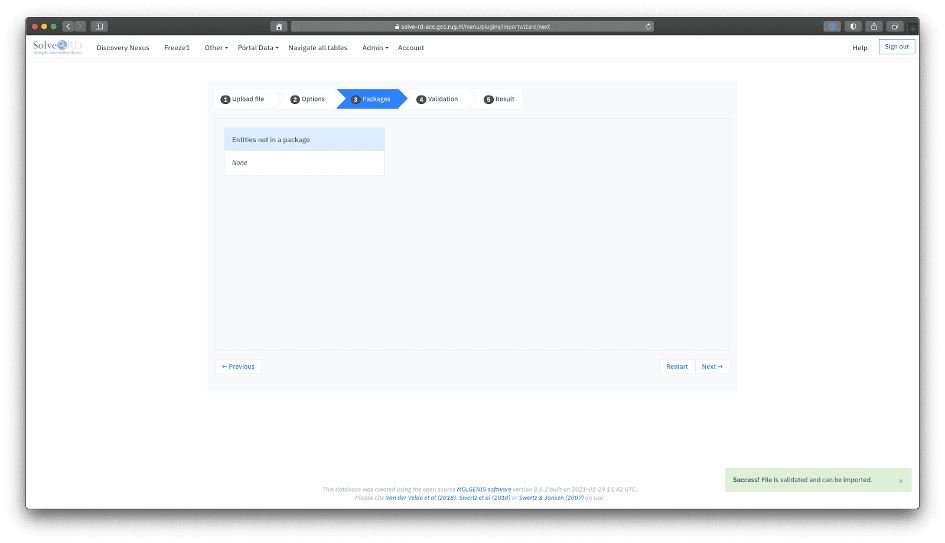 solve-rd-acc.gcc.rug.nl/menu/plugins/importwizard/next
Solve RD
Discovery Nexus Freeze1 Other Portal Data Navigate all tables Admin Account Help Sign out
1 Upload file 2 Options 3 Packages 4 Validation 5 Result
Entities not in a package
None
← Previous Restart Next →
Success! File is validated and can be imported. ×
This database was created using the open source MOLGENIS software version 8.6.2 built on 2021-01-29 15:42 UTC.
Please cite Van der Velde et al (2018), Swertz et al (2010) or Swertz & Jansen (2007) on use.